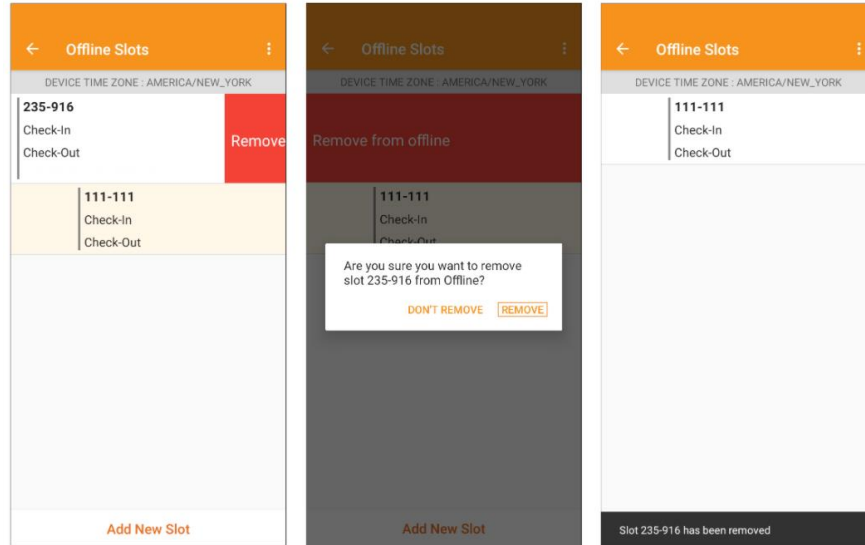 Offline Slots
DEVICE TIME ZONE : AMERICA/NEW_YORK
235-916
Check-In
Check-Out
Remove
111-111
Check-In
Check-Out
Add New Slot
Offline Slots
DEVICE TIME ZONE : AMERICA/NEW_YORK
Remove from offline
111-111
Check-In
Check-Out
Are you sure you want to remove
slot 235-916 from Offline?
DON'T REMOVE REMOVE
Add New Slot
Offline Slots
DEVICE TIME ZONE : AMERICA/NEW_YORK
111-111
Check-In
Check-Out
Slot 235-916 has been removed